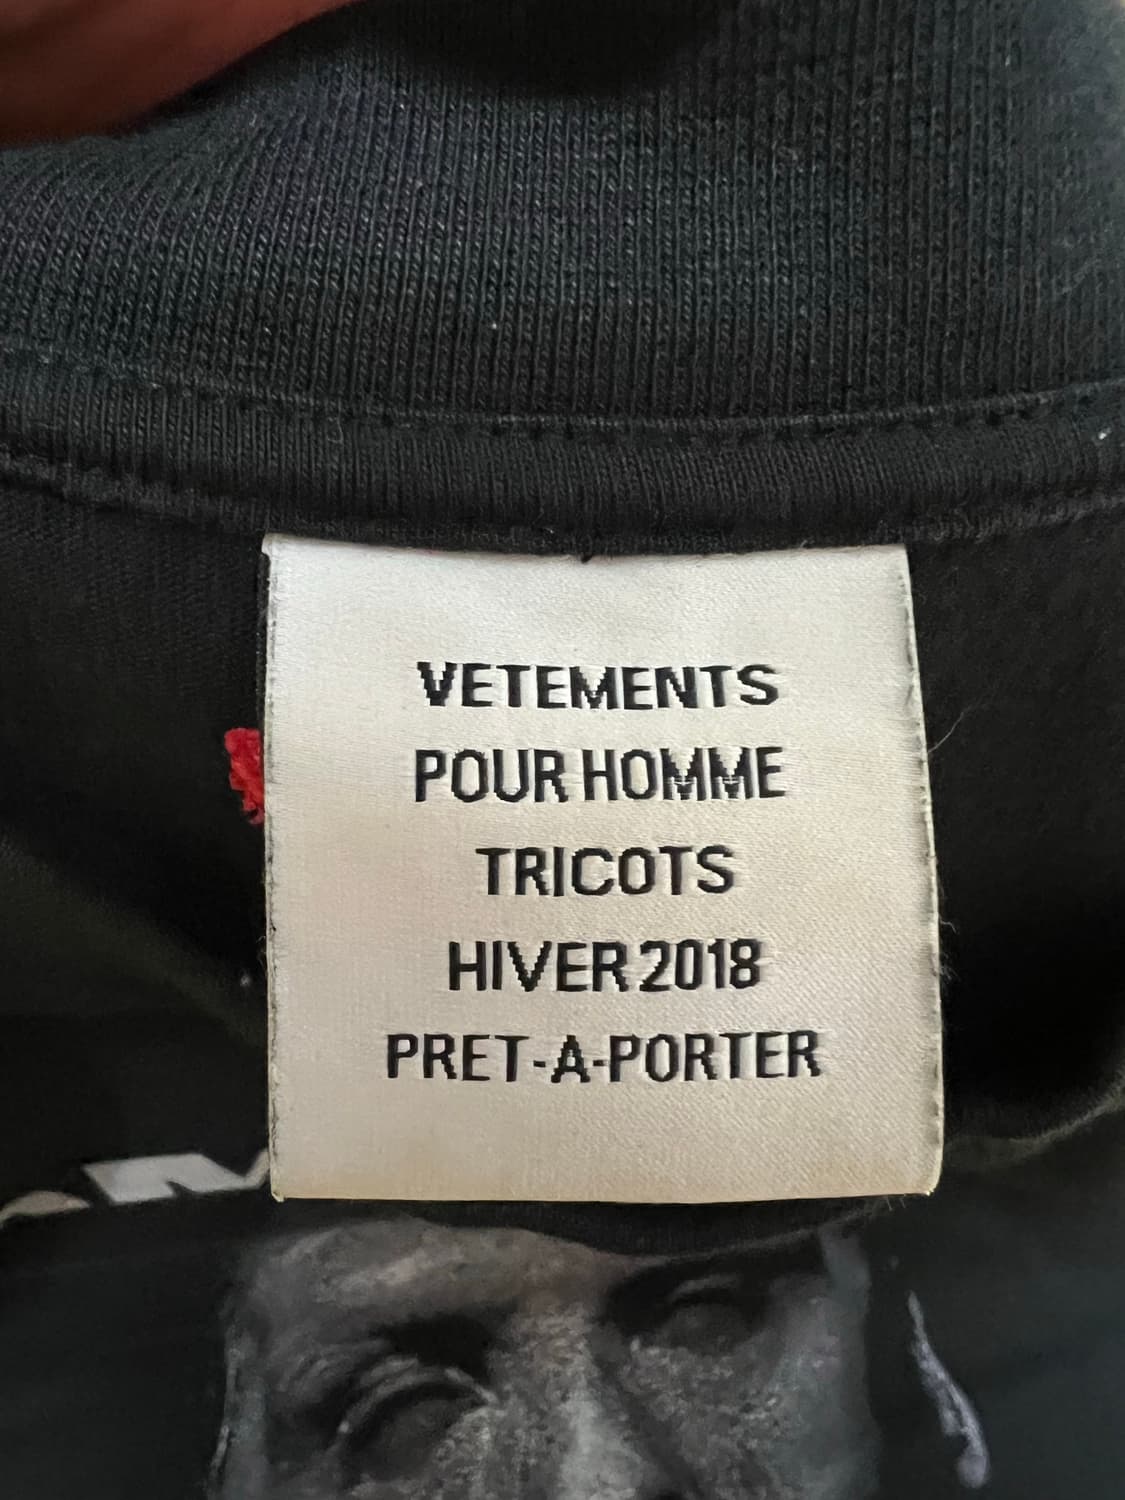 VETEMENTS
POUR HOMME
TRICOTS
HIVER 2018
PRET-A-PORTER